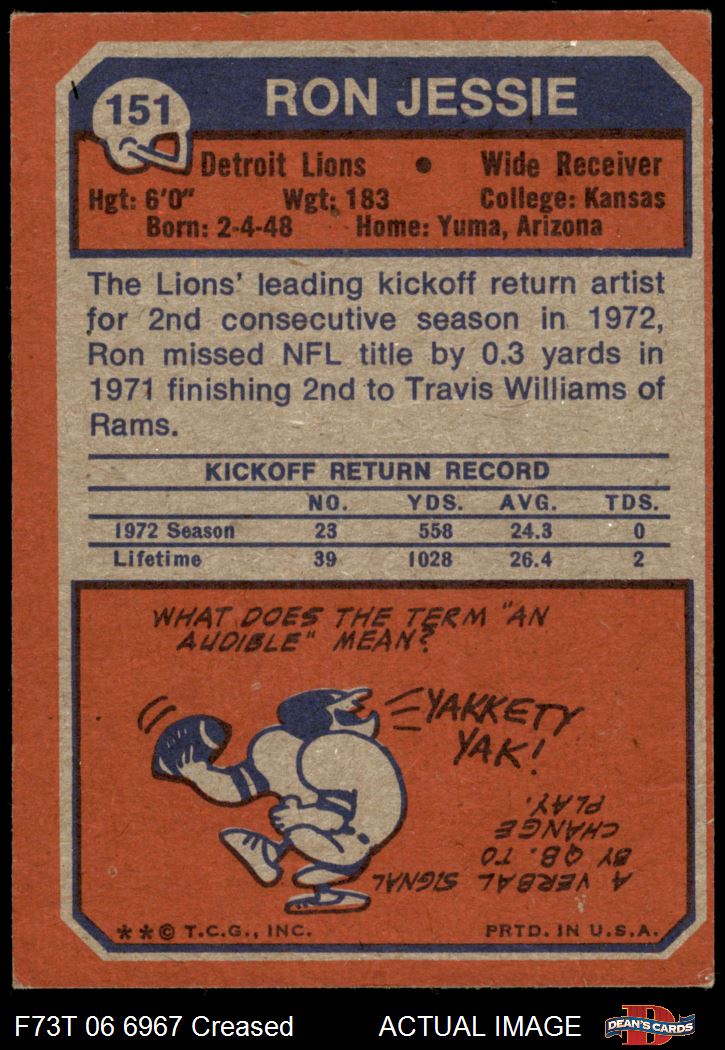 151
RON JESSIE
Detroit Lions • Wide Receiver
Hgt: 6'0" Wgt: 183 College: Kansas
Born: 2-4-48 Home: Yuma, Arizona
The Lions' leading kickoff return artist
for 2nd consecutive season in 1972,
Ron missed NFL title by 0.3 yards in
1971 finishing 2nd to Travis Williams of
Rams.
KICKOFF RETURN RECORD
NO. YDS. AVG. TDS.
1972 Season 23 558 24.3 0
Lifetime 39 1028 26.4 2
WHAT DOES THE TERM "AN
AUDIBLE" MEAN?
YAKKETY
YAK!
A VERBAL SIGNAL
BY QB. TO
CHANGE
PLAY.
**© T.C.G., INC. PRTD. IN U.S.A.
F73T 06 6967 Creased ACTUAL IMAGE
D
DEAN'S CARDS